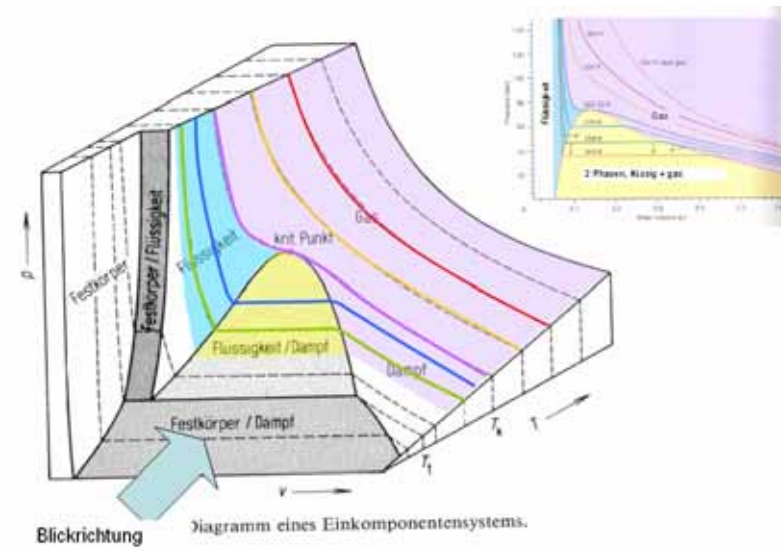 p
Festkörper
Festkörper/Flüssigkeit
Flüssigkeit
krit Punkt
Gas
Flüssigkeit/Dampf
Dampf
Festkörper / Dampf
v
T
Tk
Blickrichtung
Diagramm eines Einkomponentensystems.
Flüssigkeit
Gas
2 Phasen, flüssig + gas